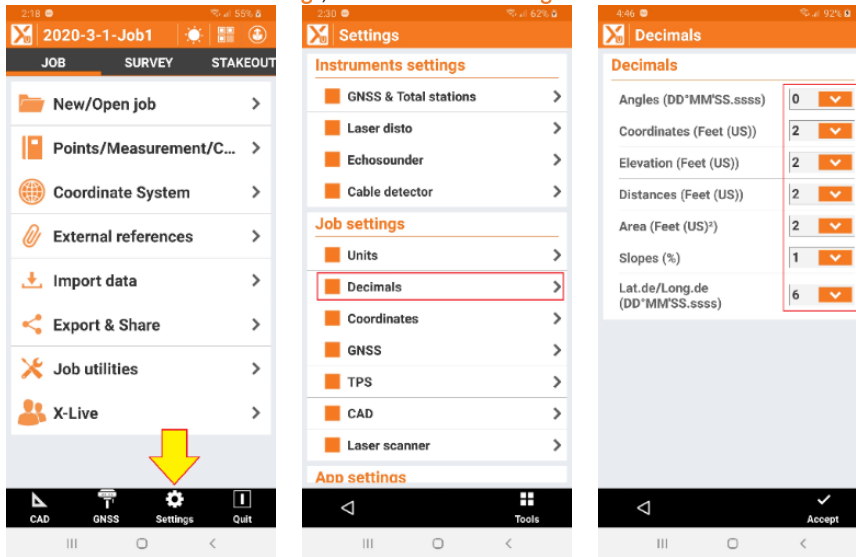 2:18 55%
2020-3-1-Job1
JOB SURVEY STAKEOUT
New/Open job
Points/Measurement/C...
Coordinate System
External references
Import data
Export & Share
Job utilities
X-Live
CAD GNSS Settings Quit
2:30 62%
Settings
Instruments settings
GNSS & Total stations
Laser disto
Echosounder
Cable detector
Job settings
Units
Decimals
Coordinates
GNSS
TPS
CAD
Laser scanner
App settings
Tools
4:46 92%
Decimals
Decimals
Angles (DD°MM'SS.ssss) 0
Coordinates (Feet (US)) 2
Elevation (Feet (US)) 2
Distances (Feet (US)) 2
Area (Feet (US)²) 2
Slopes (%) 1
Lat.de/Long.de
(DD°MM'SS.ssss) 6
Accept